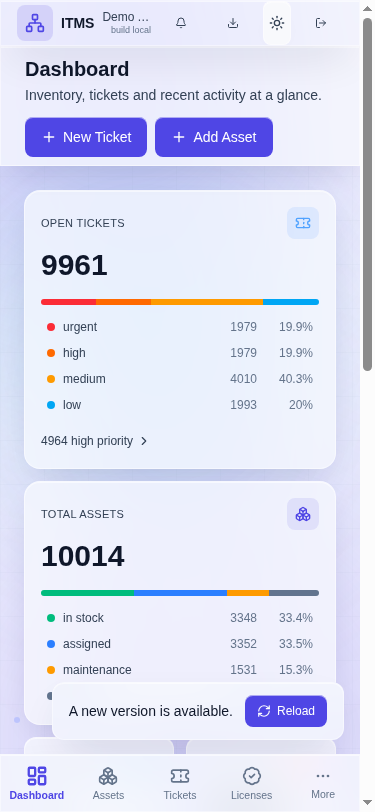 ITMS
Demo ...
build local
Dashboard
Inventory, tickets and recent activity at a glance.
New Ticket
Add Asset
OPEN TICKETS
9961
urgent 1979 19.9%
high 1979 19.9%
medium 4010 40.3%
low 1993 20%
4964 high priority
TOTAL ASSETS
10014
in stock 3348 33.4%
assigned 3352 33.5%
maintenance 1531 15.3%
A new version is available. Reload
Dashboard Assets Tickets Licenses More